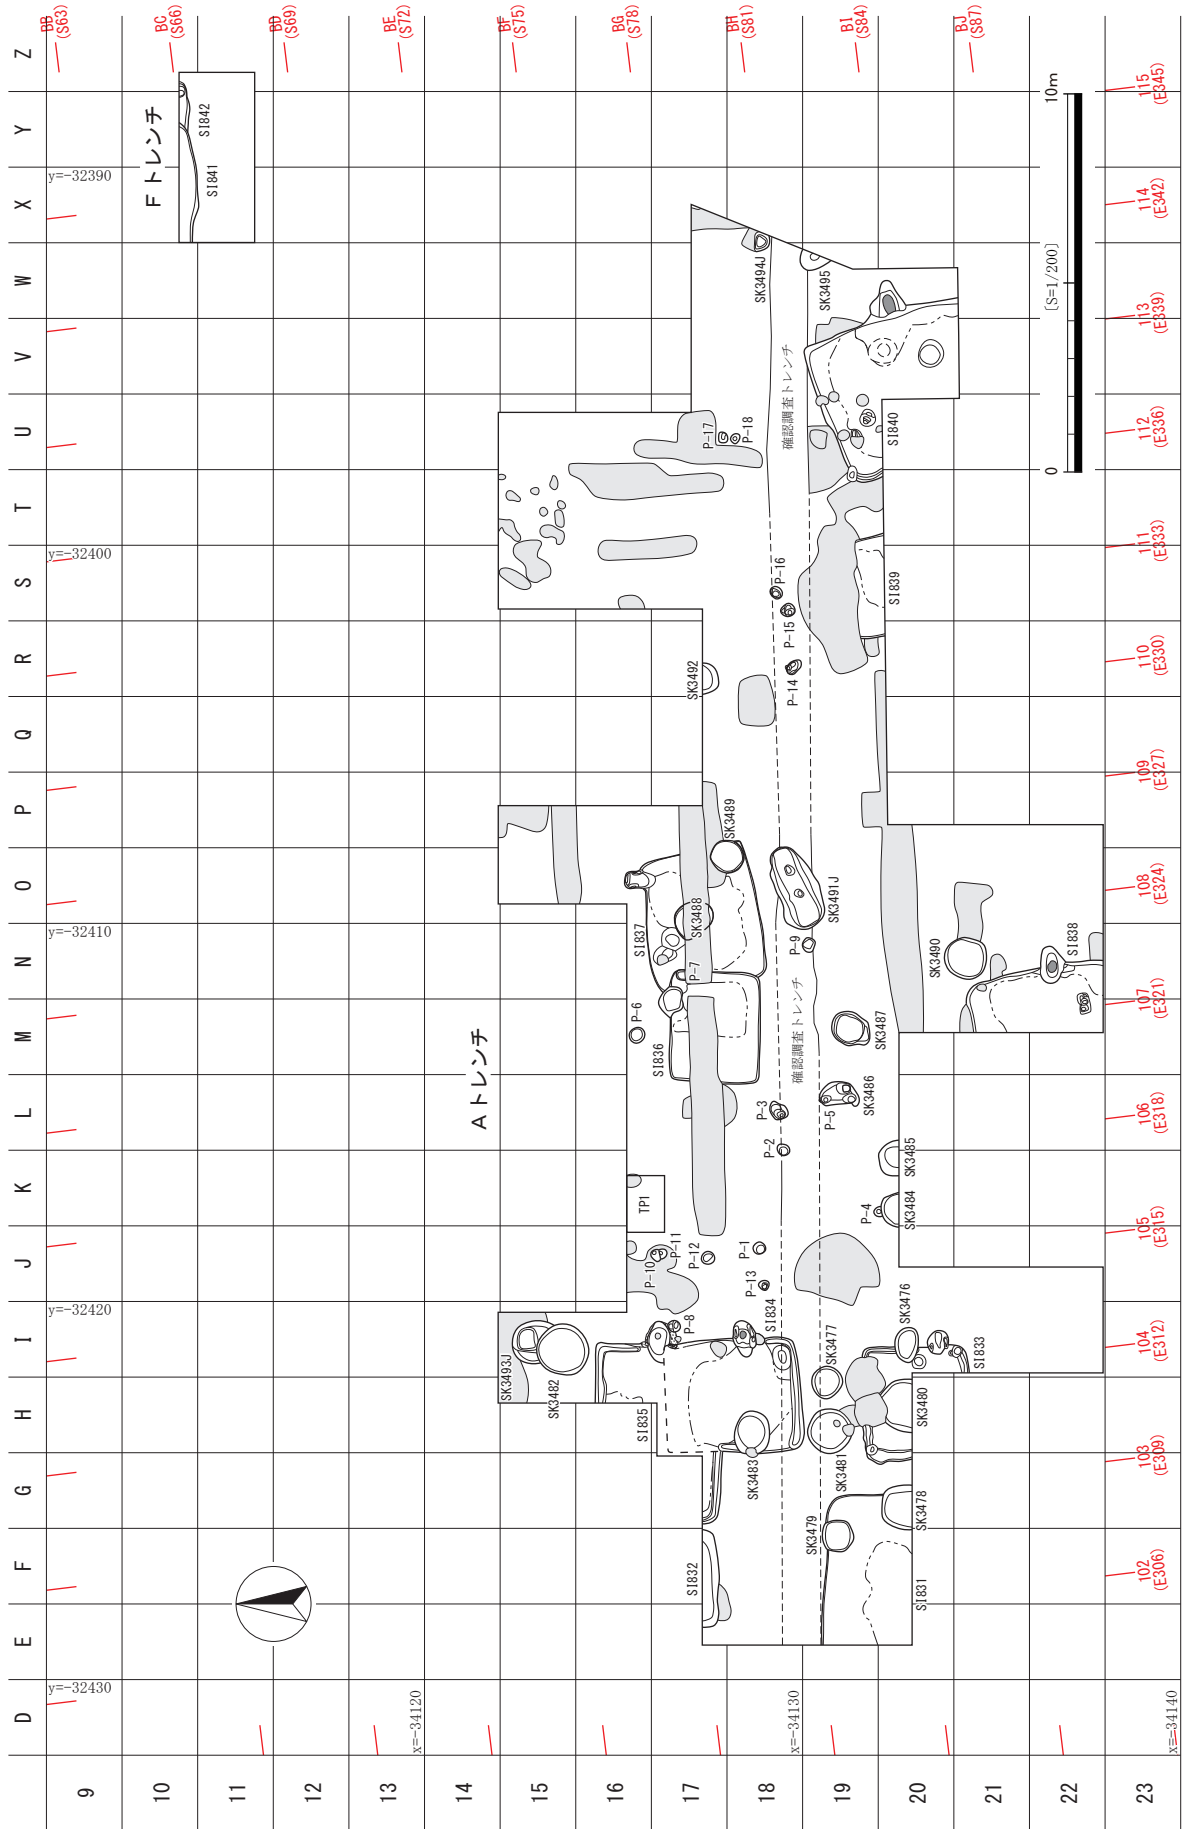 BB
(S63)
BC
(S66)
BD
(S69)
BE
(S72)
BF
(S75)
BG
(S78)
BH
(S81)
BI
(S84)
BJ
(S87)
Z
Y
X
W
V
U
T
S
R
Q
P
O
N
M
L
K
J
I
H
G
F
E
D
9
10
11
12
13
14
15
16
17
18
19
20
21
22
23
115
(E345)
114
(E342)
113
(E339)
112
(E336)
111
(E333)
110
(E330)
109
(E327)
108
(E324)
107
(E321)
106
(E318)
105
(E315)
104
(E312)
103
(E309)
102
(E306)
y=-32390
y=-32400
y=-32410
y=-32420
y=-32430
x=-34120
x=-34130
x=-34140
Fトレンチ
SI842
SI841
Aトレンチ
[S=1/200]
0
10m
確認調査トレンチ
確認調査トレンチ
SK3494J
SK3495
P-17
P-18
SI840
P-16
P-15
P-14
SI839
SK3492
SK3489
SK3488
SI837
P-7
P-6
SI836
SK3491J
P-9
SK3490
SI838
SK3487
SK3486
P-5
P-3
P-2
SK3485
SK3484
P-4
TP1
P-11
P-10
P-12
P-1
P-13
P-8
SI834
SK3493J
SK3482
SI835
SK3483
SK3477
SK3476
SI833
SK3480
SK3481
SK3478
SK3479
SI832
SI831